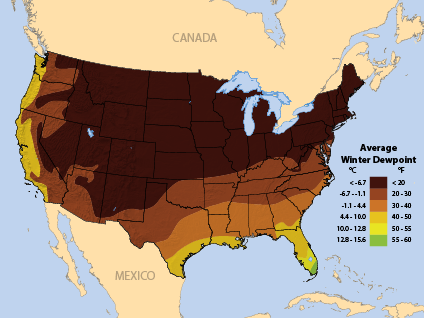 CANADA
MEXICO
Average
Winter Dewpoint
°C °F
< -6.7 < 20
-6.7 - -1.1 20 - 30
-1.1 - 4.4 30 - 40
4.4 - 10.0 40 - 50
10.0 - 12.8 50 - 55
12.8 - 15.6 55 - 60